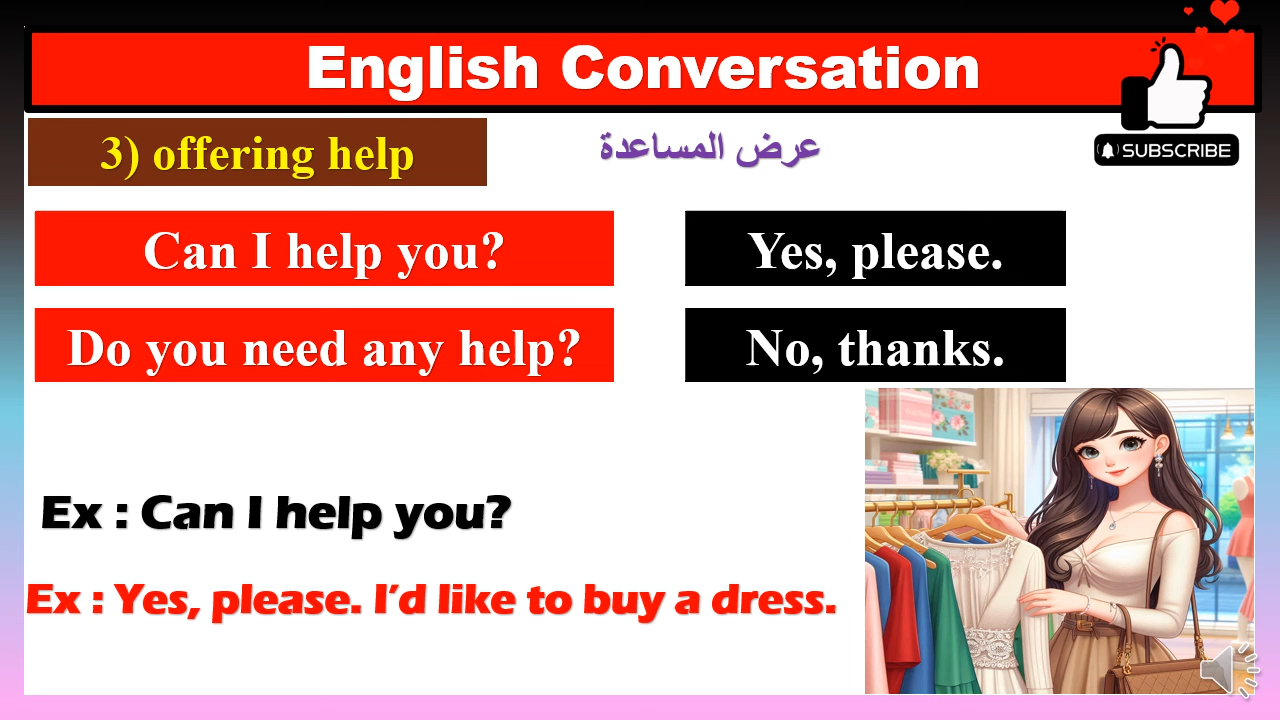 English Conversation
3) offering help
عرض المساعدة
SUBSCRIBE
Can I help you?
Yes, please.
Do you need any help?
No, thanks.
Ex : Can I help you?
Ex : Yes, please. I’d like to buy a dress.